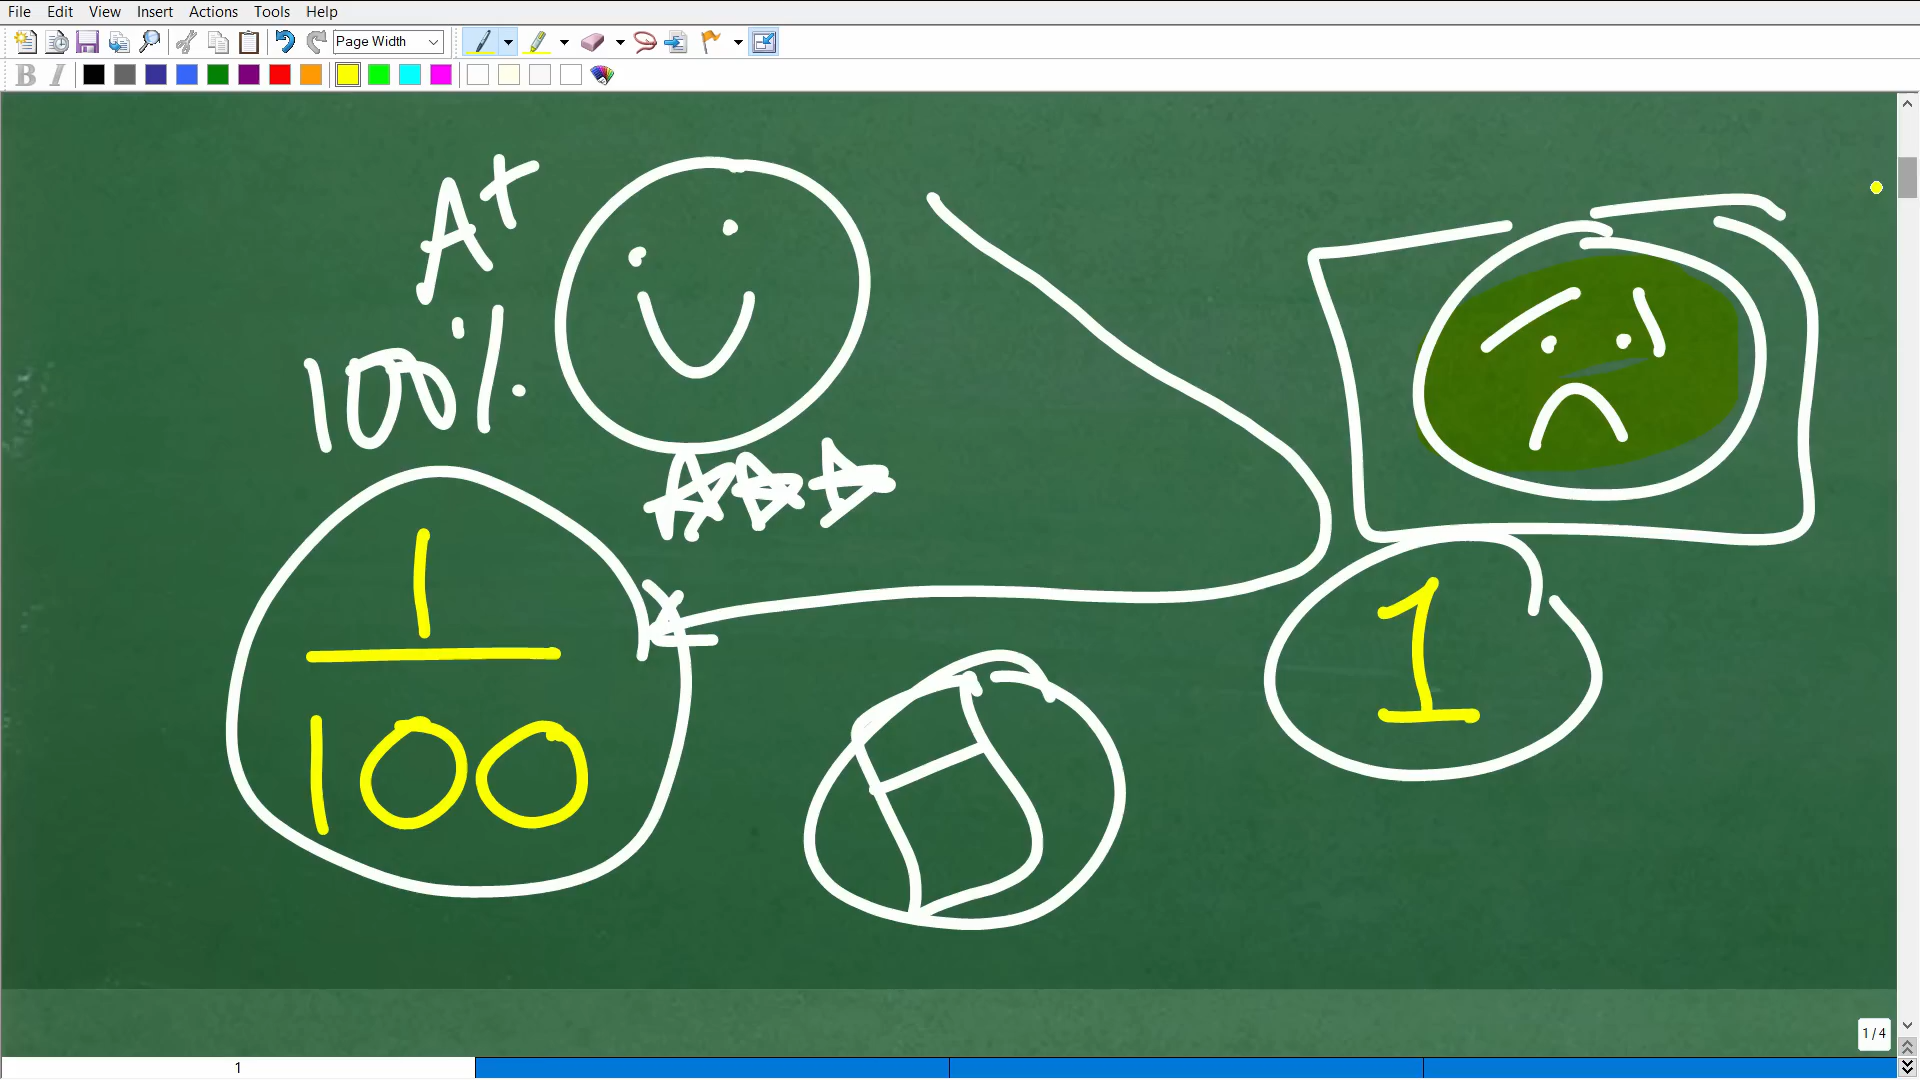 File Edit View Insert Actions Tools Help
Page Width
B I
A+
100%
1
100
1
1 / 4
1